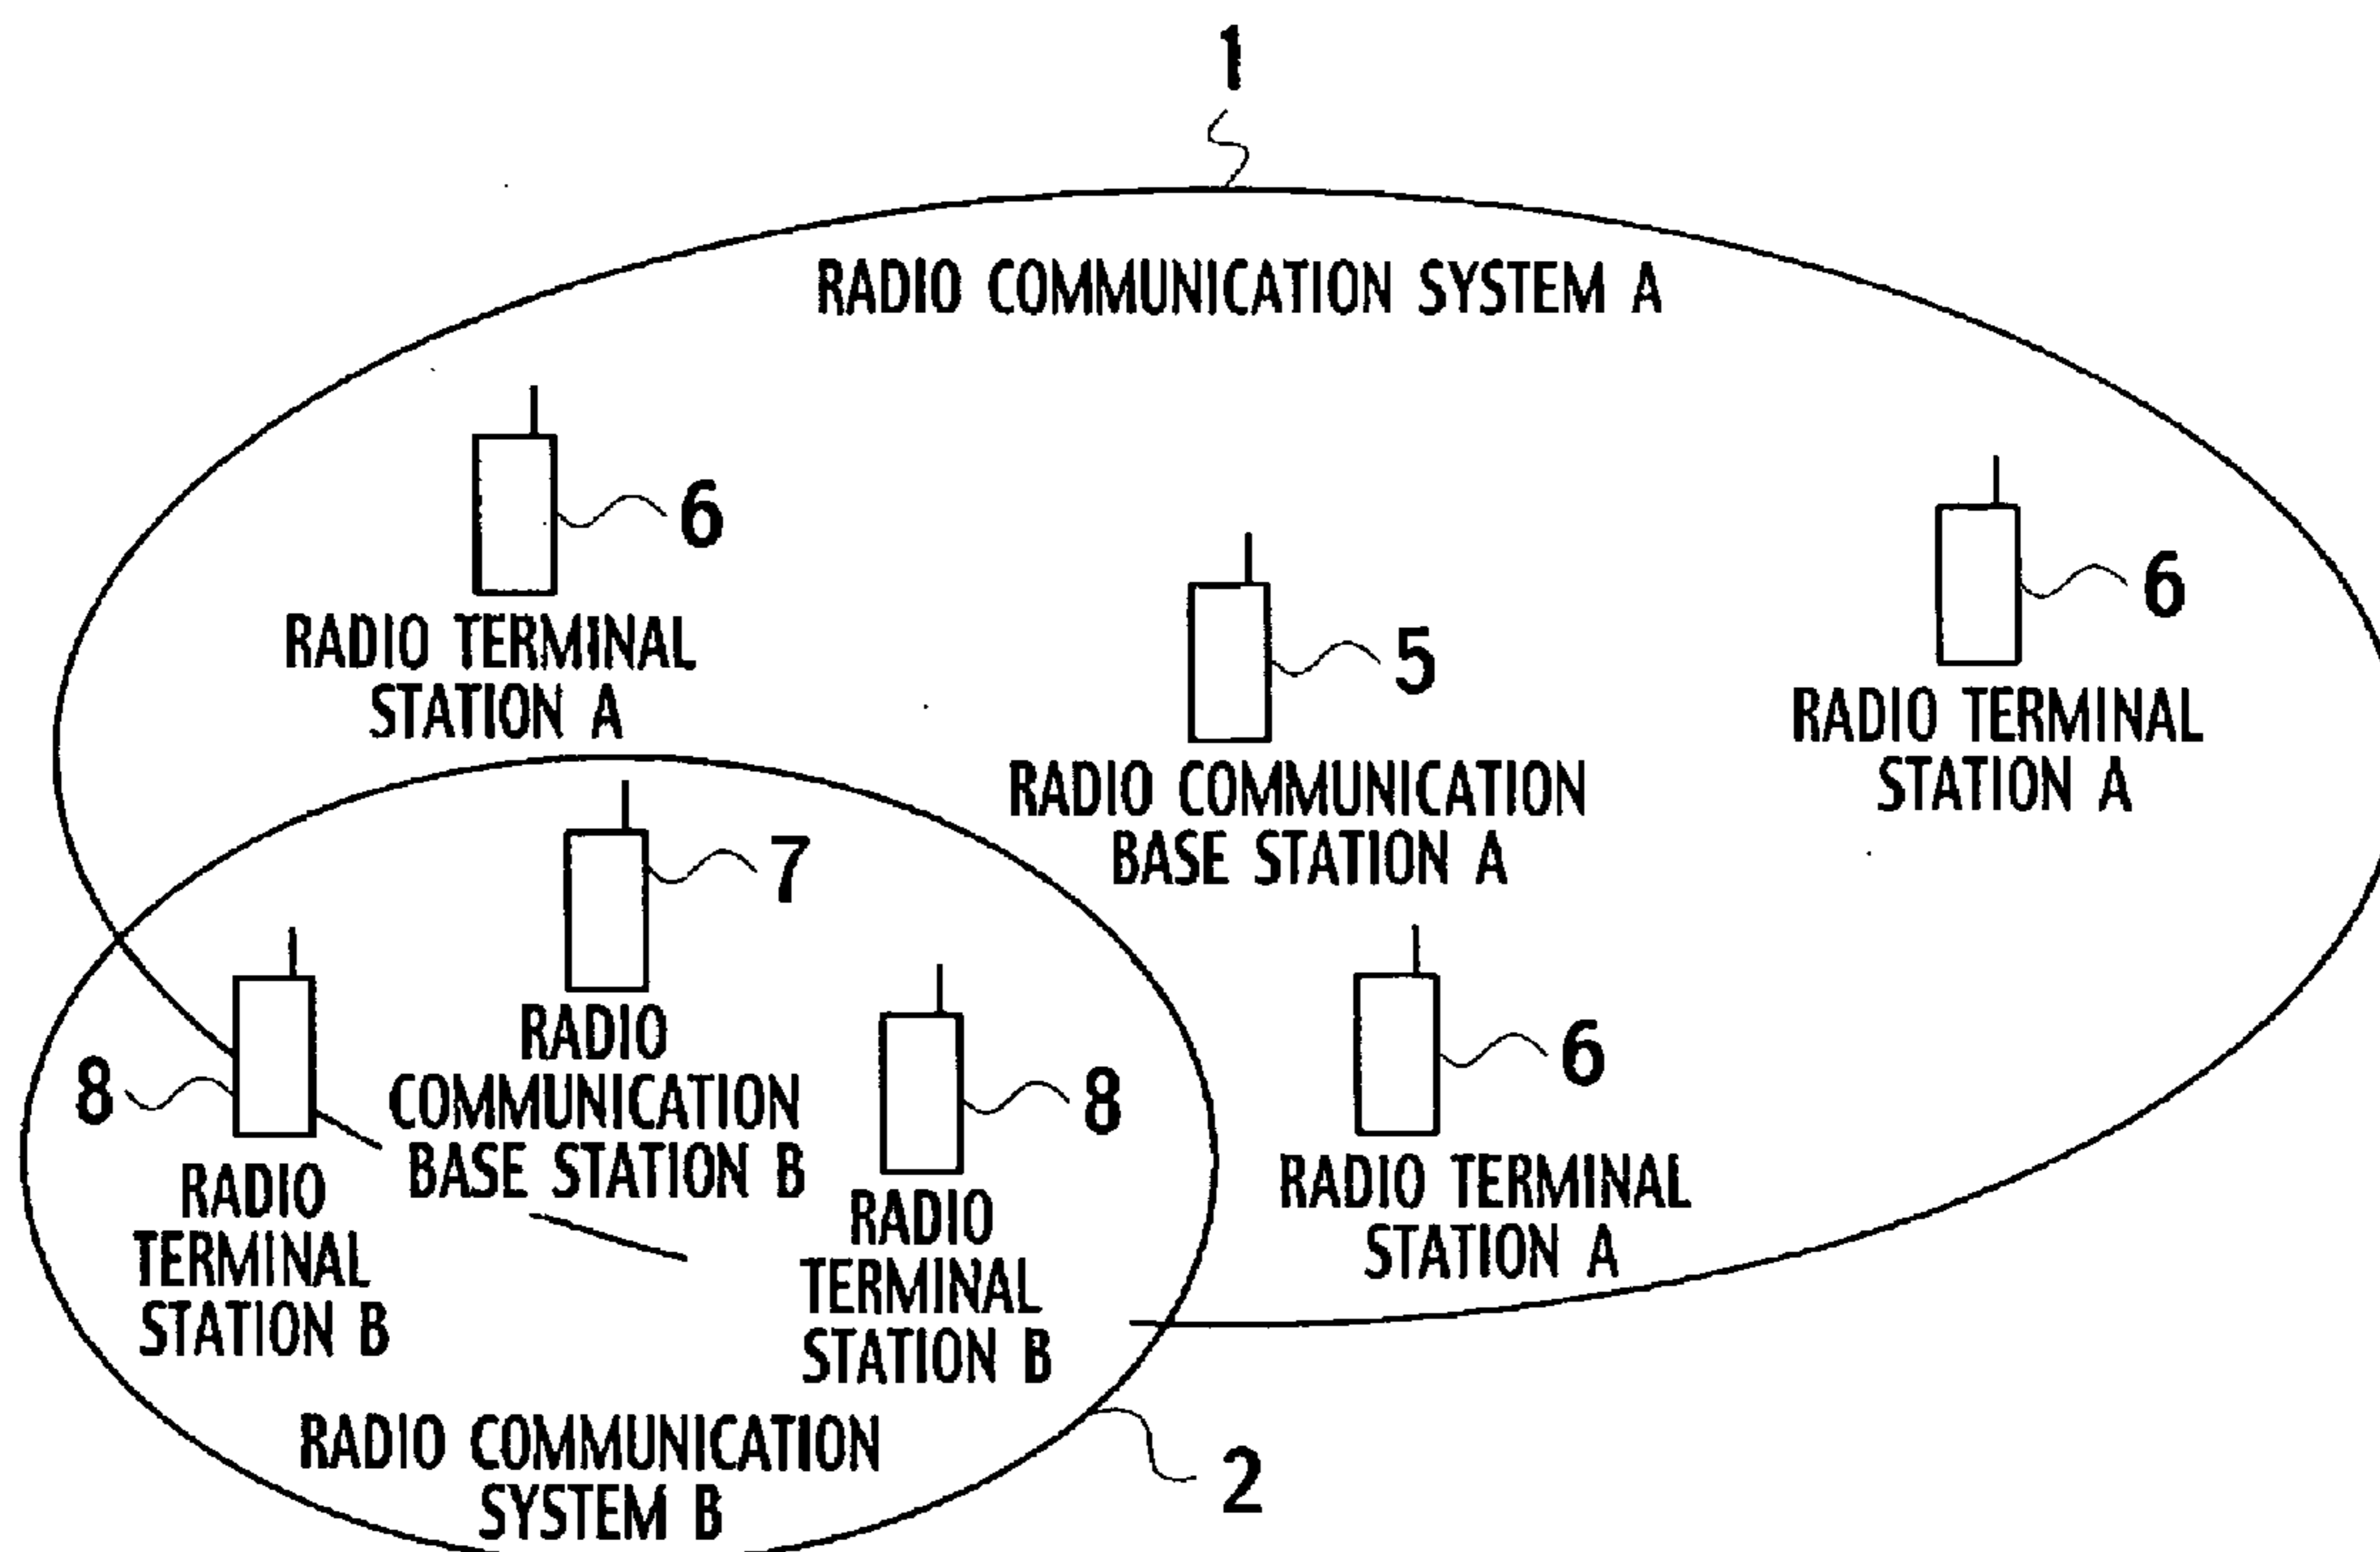 1
RADIO COMMUNICATION SYSTEM A
6
RADIO TERMINAL
STATION A
5
RADIO COMMUNICATION
BASE STATION A
6
RADIO TERMINAL
STATION A
7
RADIO
COMMUNICATION
BASE STATION B
8
RADIO
TERMINAL
STATION B
8
RADIO
TERMINAL
STATION B
6
RADIO TERMINAL
STATION A
RADIO COMMUNICATION
SYSTEM B
2